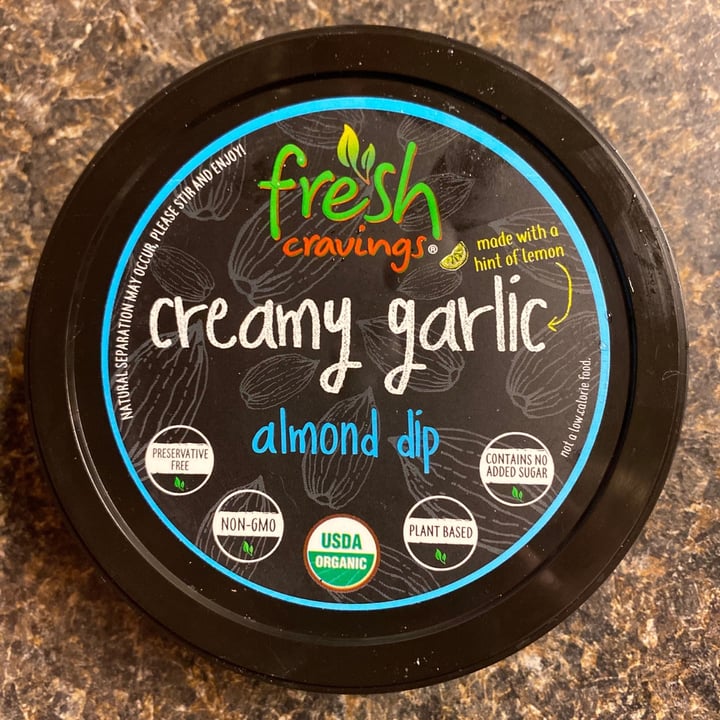 NATURAL SEPARATION MAY OCCUR. PLEASE STIR AND ENJOY!
fresh
cravings®
made with a
hint of lemon
creamy garlic
almond dip
not a low calorie food.
PRESERVATIVE
FREE
NON-GMO
USDA
ORGANIC
PLANT BASED
CONTAINS NO
ADDED SUGAR